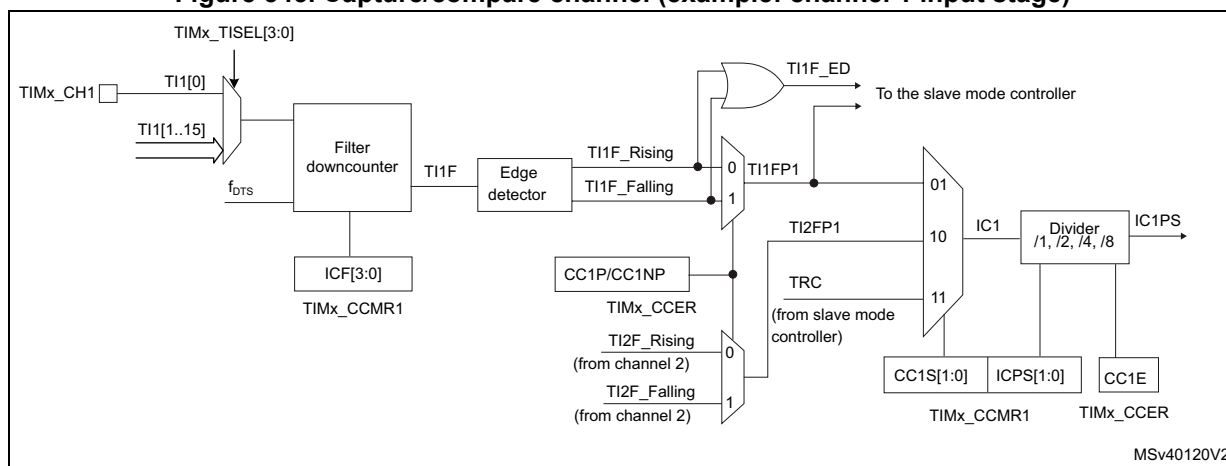 Figure 543. Capture/compare channel (example: channel 1 input stage)
TIMx_TISEL[3:0]
TIMx_CH1
TI1[0]
TI1[1..15]
fDTS
Filter
downcounter
ICF[3:0]
TIMx_CCMR1
TI1F
Edge
detector
TI1F_Rising
TI1F_Falling
TI1F_ED
To the slave mode controller
0
1
TI1FP1
CC1P/CC1NP
TIMx_CCER
TI2F_Rising
(from channel 2)
TI2F_Falling
(from channel 2)
0
1
TI2FP1
TRC
(from slave mode
controller)
01
10
11
IC1
Divider
/1, /2, /4, /8
IC1PS
CC1S[1:0]
ICPS[1:0]
TIMx_CCMR1
CC1E
TIMx_CCER
MSv40120V2